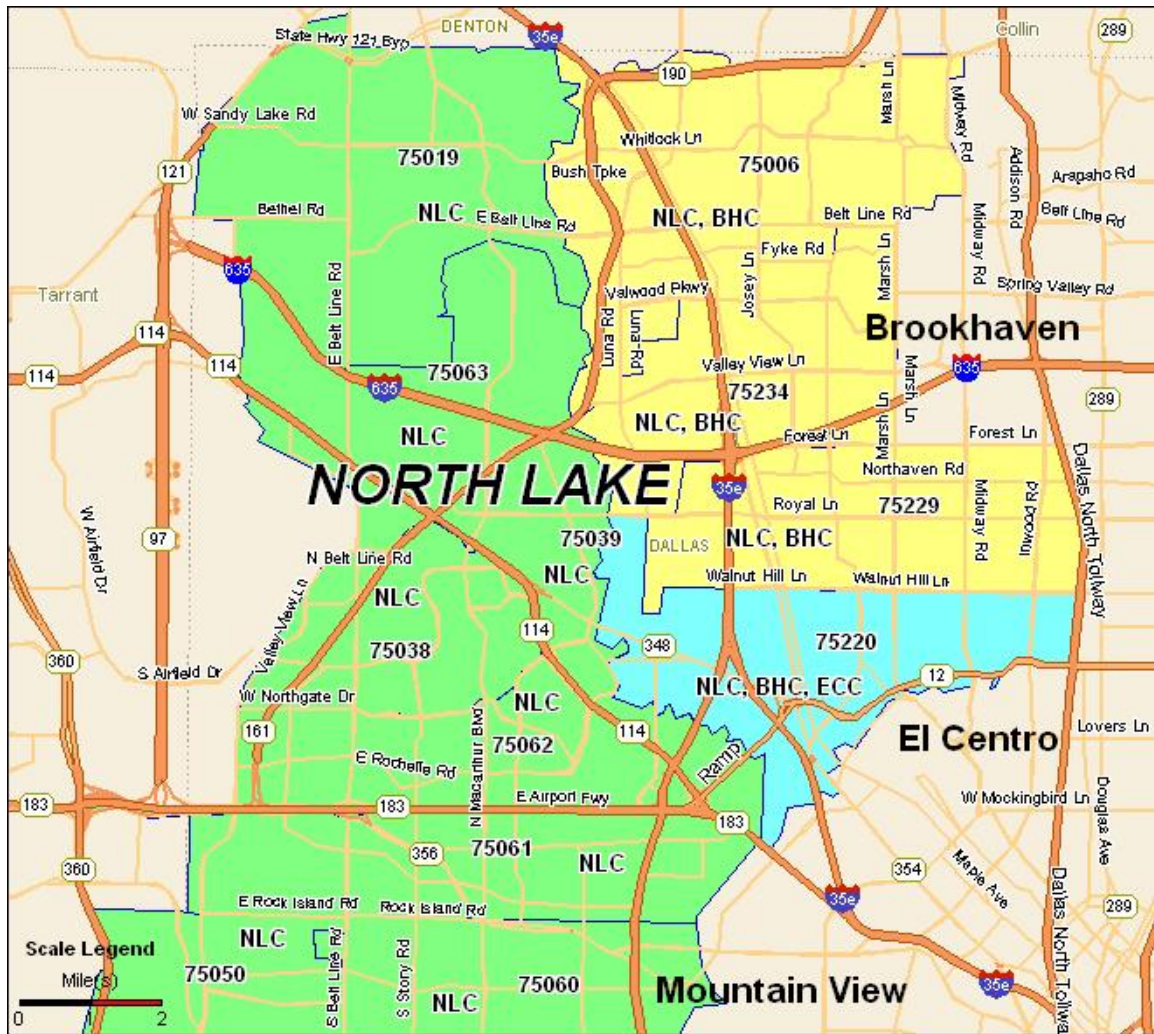 DENTON
35e
Collin
289
State Hwy 121 Byp
190
W Sandy Lake Rd
Marsh Ln
Midway Rd
Whitlock Ln
75019
75006
Bush Tpke
Addison Rd
121
Arapaho Rd
Bethel Rd
NLC
E Belt Line Rd
NLC, BHC
Belt Line Rd
Midway Rd
Belt Line Rd
Fyke Rd
Marsh Ln
635
Josey Ln
Tarrant
E Belt Line Rd
Valwood Pkwy
Spring Valley Rd
Luna Rd
Luna Rd
Brookhaven
114
114
114
75063
Valley View Ln
635
635
75234
Marsh Ln
289
NLC
NLC, BHC
Marsh Ln
Forest Ln
Forest Ln
NORTH LAKE
Northaven Rd
35e
Royal Ln
75229
Midway Rd
Inwood Rd
Dallas North Tollway
W Airfield Dr
97
75039
DALLAS
NLC, BHC
N Belt Line Rd
NLC
Walnut Hill Ln
Walnut Hill Ln
NLC
Valley View Ln
114
75038
348
75220
360
S Airfield Dr
12
W Northgate Dr
NLC
NLC, BHC, ECC
161
N Macarthur Blvd
75062
114
El Centro
Lovers Ln
E Rochelle Rd
Ramp
183
183
E Airport Fwy
W Mockingbird Ln
Douglas Ave
183
356
75061
NLC
354
Maple Ave
360
35e
E Rock Island Rd
Rock Island Rd
Dallas North Tollwa
289
Scale Legend
NLC
S Belt Line Rd
S Story Rd
75050
75060
Mile(s)
Mountain View
35e
NLC
0 1 2